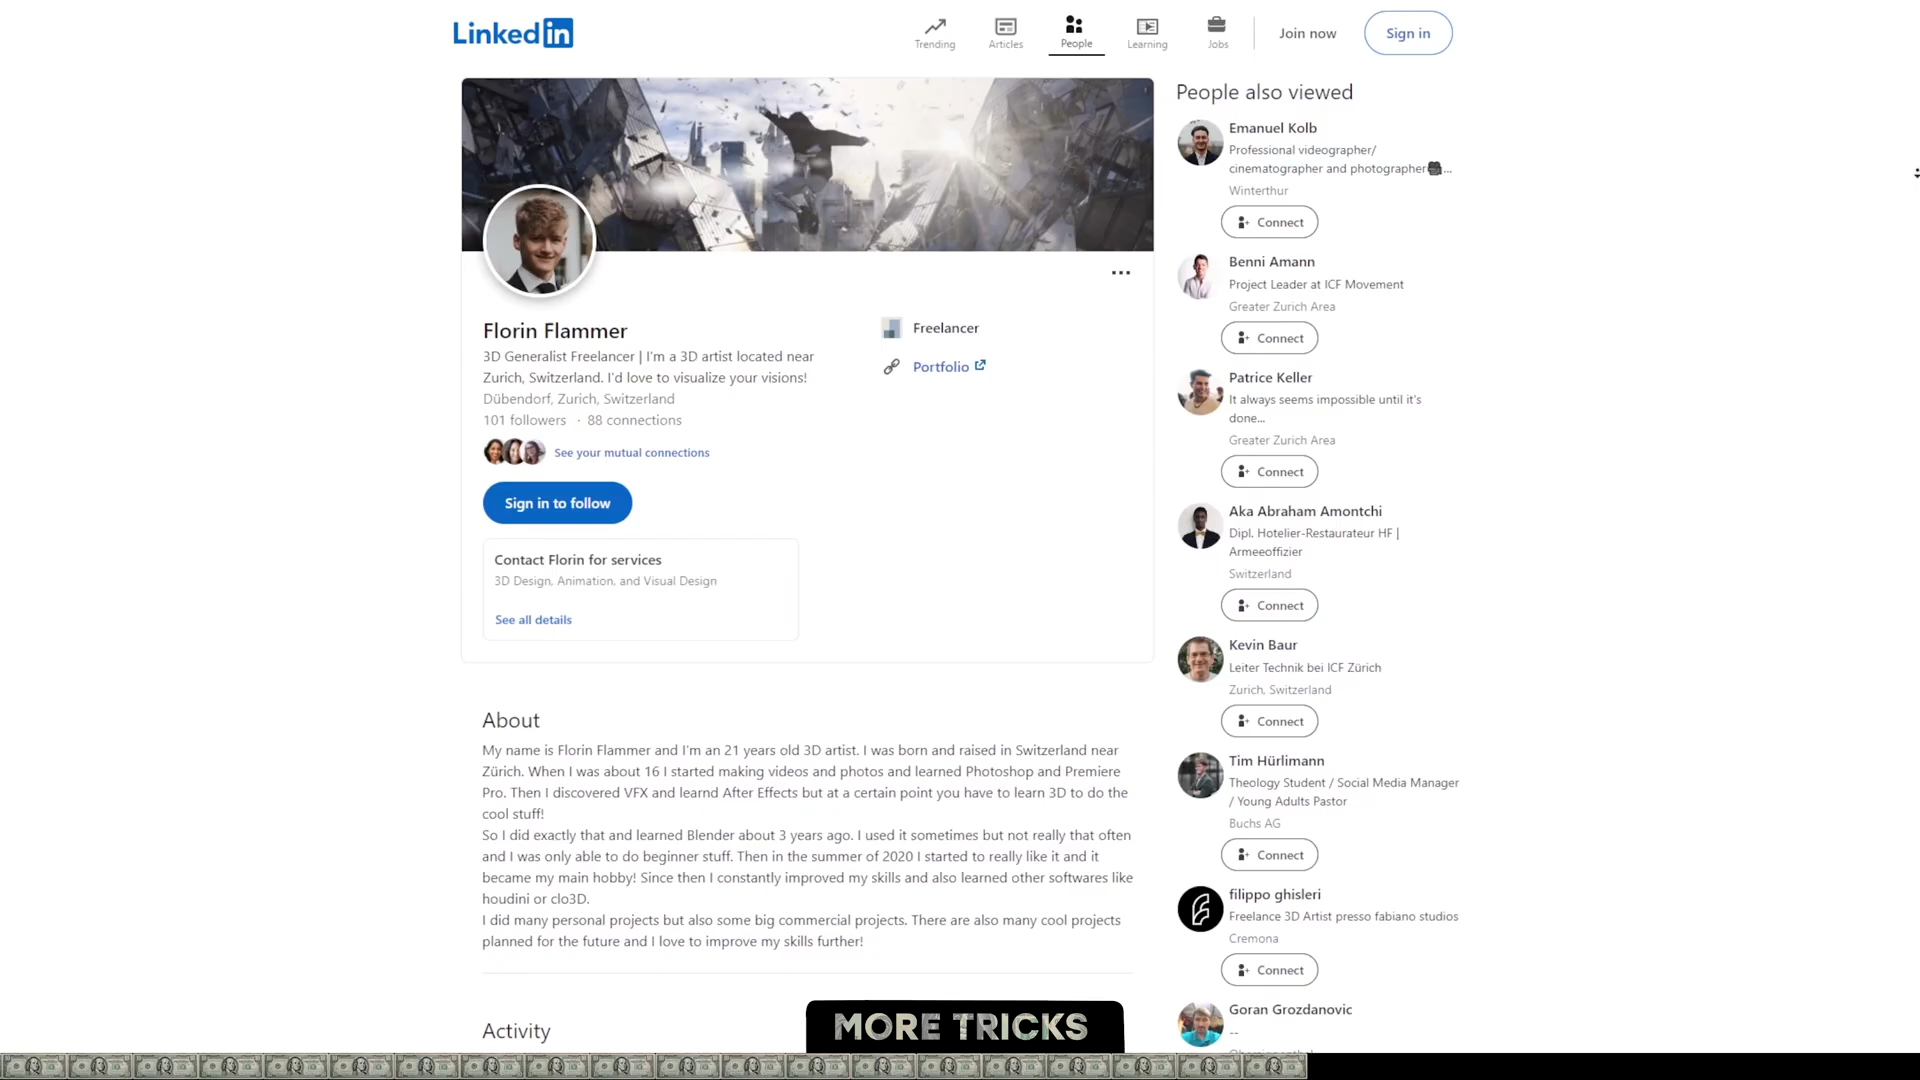 LinkedIn
Trending
Articles
People
Learning
Jobs
Join now
Sign in
Florin Flammer
3D Generalist Freelancer | I'm a 3D artist located near
Zurich, Switzerland. I'd love to visualize your visions!
Dübendorf, Zurich, Switzerland
101 followers · 88 connections
See your mutual connections
Sign in to follow
Contact Florin for services
3D Design, Animation, and Visual Design
See all details
Freelancer
Portfolio
About
My name is Florin Flammer and I'm an 21 years old 3D artist. I was born and raised in Switzerland near
Zürich. When I was about 16 I started making videos and photos and learned Photoshop and Premiere
Pro. Then I discovered VFX and learnd After Effects but at a certain point you have to learn 3D to do the
cool stuff!
So I did exactly that and learned Blender about 3 years ago. I used it sometimes but not really that often
and I was only able to do beginner stuff. Then in the summer of 2020 I started to really like it and it
became my main hobby! Since then I constantly improved my skills and also learned other softwares like
houdini or clo3D.
I did many personal projects but also some big commercial projects. There are also many cool projects
planned for the future and I love to improve my skills further!
Activity
People also viewed
Emanuel Kolb
Professional videographer/
cinematographer and photographer🎥...
Winterthur
Connect
Benni Amann
Project Leader at ICF Movement
Greater Zurich Area
Connect
Patrice Keller
It always seems impossible until it's
done...
Greater Zurich Area
Connect
Aka Abraham Amontchi
Dipl. Hotelier-Restaurateur HF |
Armeeoffizier
Switzerland
Connect
Kevin Baur
Leiter Technik bei ICF Zürich
Zurich, Switzerland
Connect
Tim Hürlimann
Theology Student / Social Media Manager
/ Young Adults Pastor
Buchs AG
Connect
filippo ghisleri
Freelance 3D Artist presso fabiano studios
Cremona
Connect
Goran Grozdanovic
--
MORE TRICKS